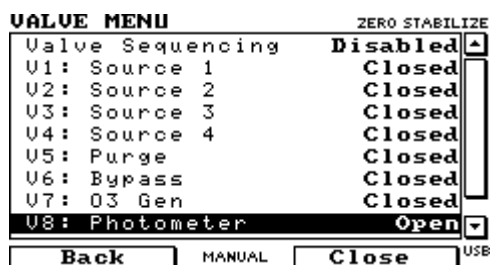 VALVE MENU ZERO STABILIZE
Valve Sequencing Disabled
V1: Source 1 Closed
V2: Source 2 Closed
V3: Source 3 Closed
V4: Source 4 Closed
V5: Purge Closed
V6: Bypass Closed
V7: O3 Gen Closed
V8: Photometer Open
Back MANUAL Close USB